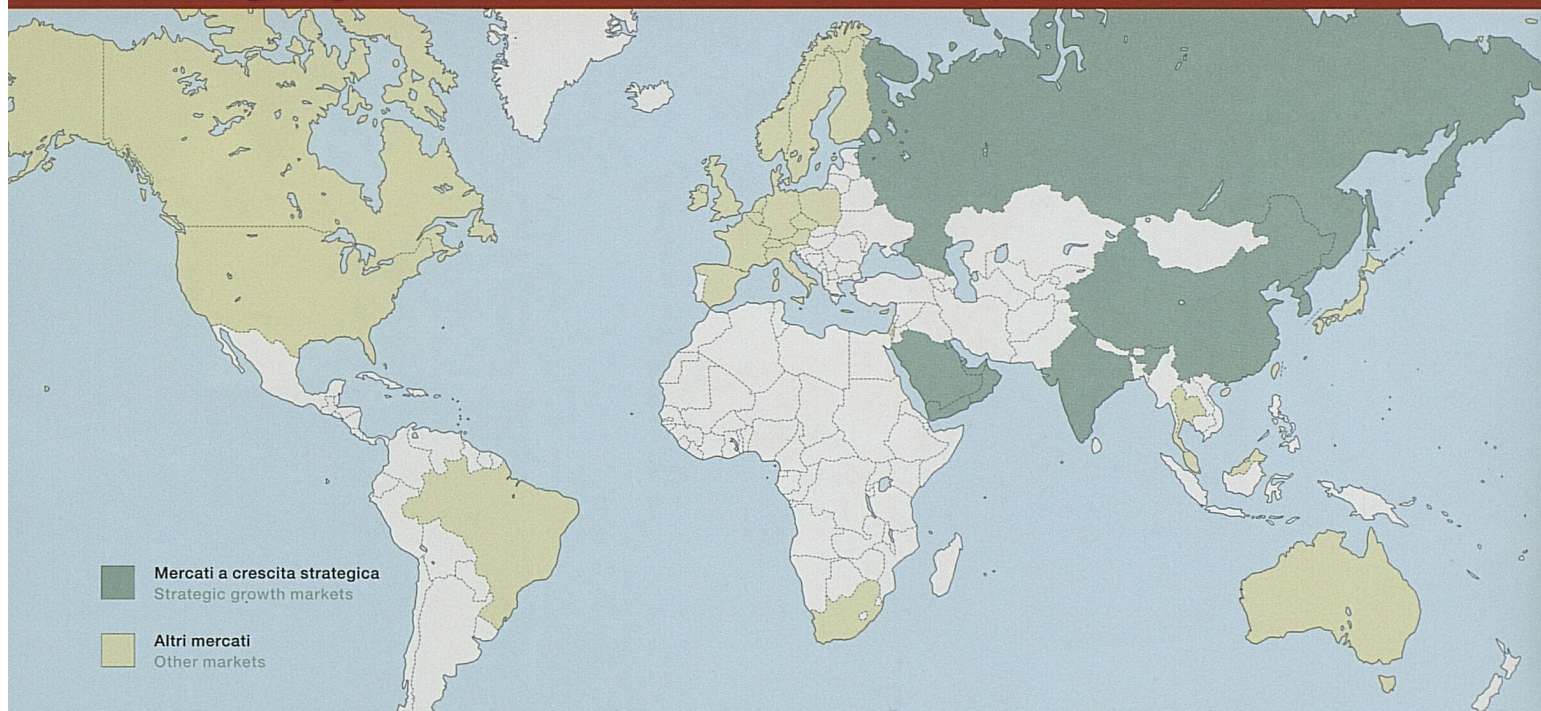 Mercati a crescita strategica
Strategic growth markets
Altri mercati
Other markets